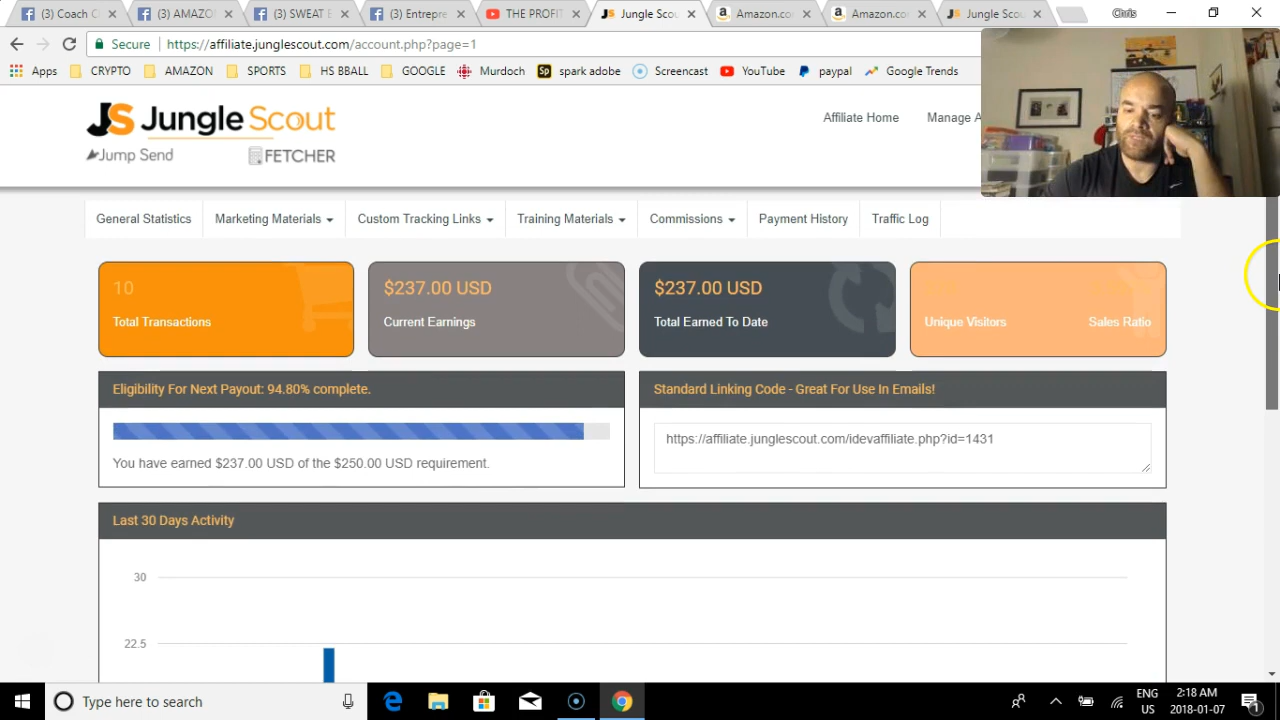 (3) Coach C
(3) AMAZO
(3) SWEAT E
(3) Entrepre
THE PROFIT
Jungle Scou
Amazon.co
Amazon.co
Jungle Scou
Chris
Secure
https://affiliate.junglescout.com/account.php?page=1
Apps
CRYPTO
AMAZON
SPORTS
HS BBALL
GOOGLE
Murdoch
Sp
spark adobe
Screencast
YouTube
paypal
Google Trends
JS Jungle Scout
Jump Send
FETCHER
Affiliate Home
Manage A
General Statistics
Marketing Materials
Custom Tracking Links
Training Materials
Commissions
Payment History
Traffic Log
10
Total Transactions
$237.00 USD
Current Earnings
$237.00 USD
Total Earned To Date
Unique Visitors
Sales Ratio
Eligibility For Next Payout: 94.80% complete.
You have earned $237.00 USD of the $250.00 USD requirement.
Standard Linking Code - Great For Use In Emails!
https://affiliate.junglescout.com/idevaffiliate.php?id=1431
Last 30 Days Activity
30
22.5
Type here to search
ENG
US
2:18 AM
2018-01-07
1